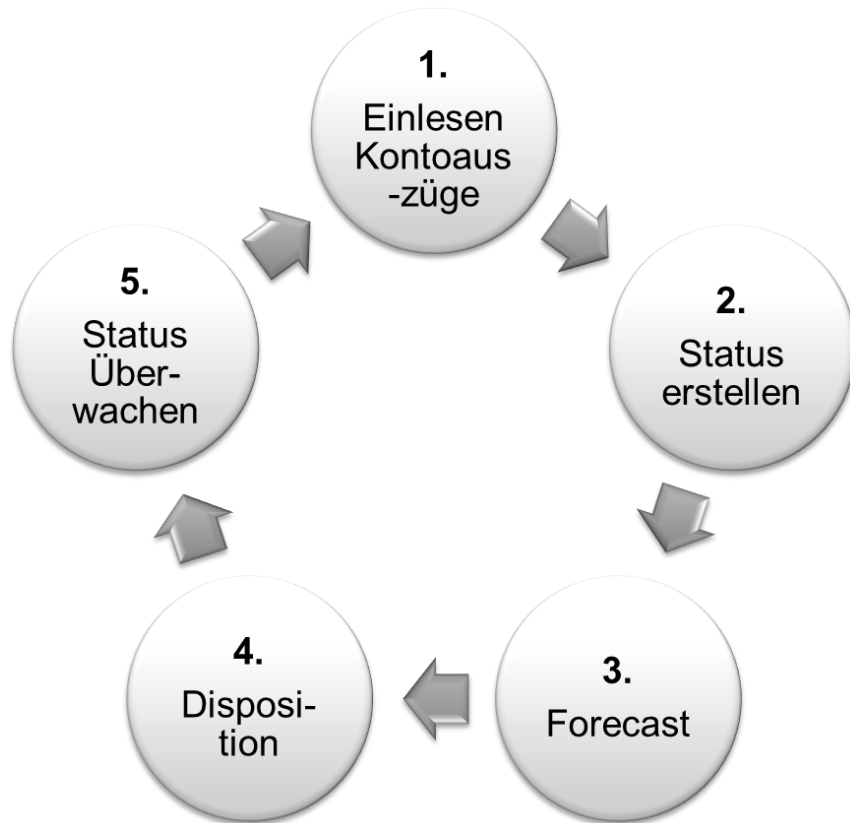 1.
Einlesen
Kontoaus
-züge
2.
Status
erstellen
3.
Forecast
4.
Disposi-
tion
5.
Status
Über-
wachen